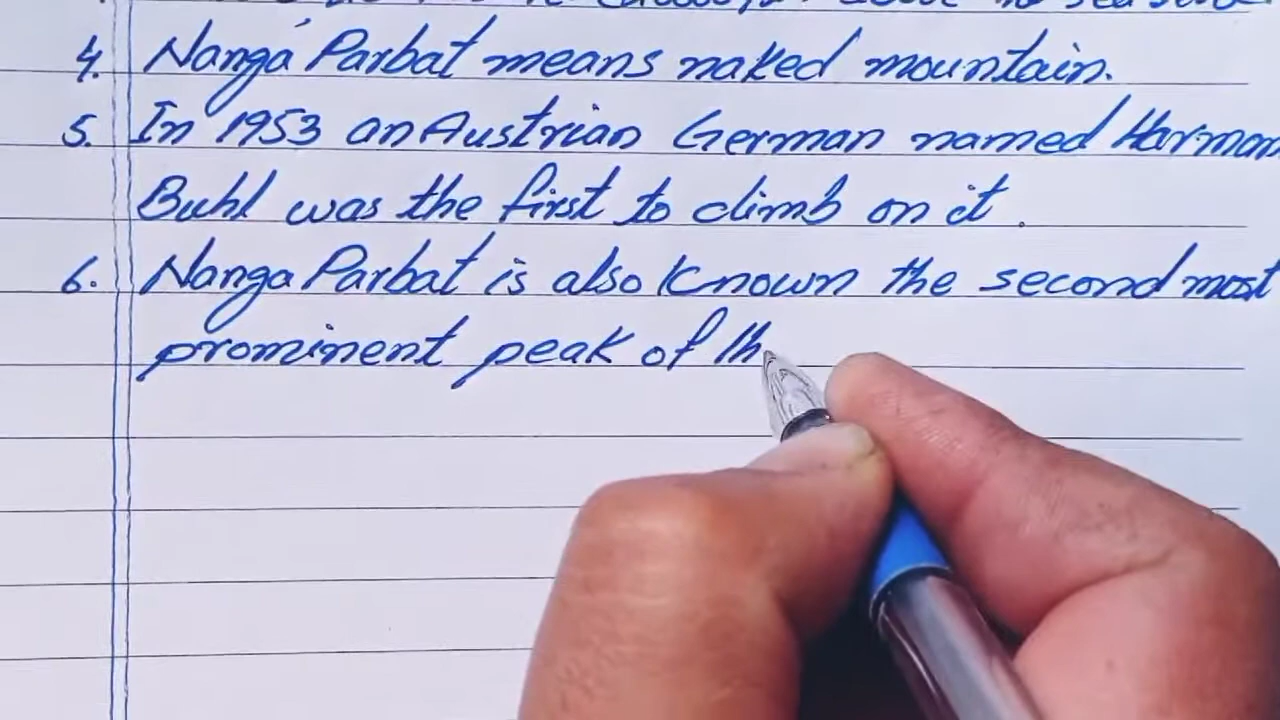 4. Nanga Parbat means naked mountain.
5. In 1953 an Austrian German named Harman
Buhl was the first to climb on it.
6. Nanga Parbat is also known the second most
prominent peak of th